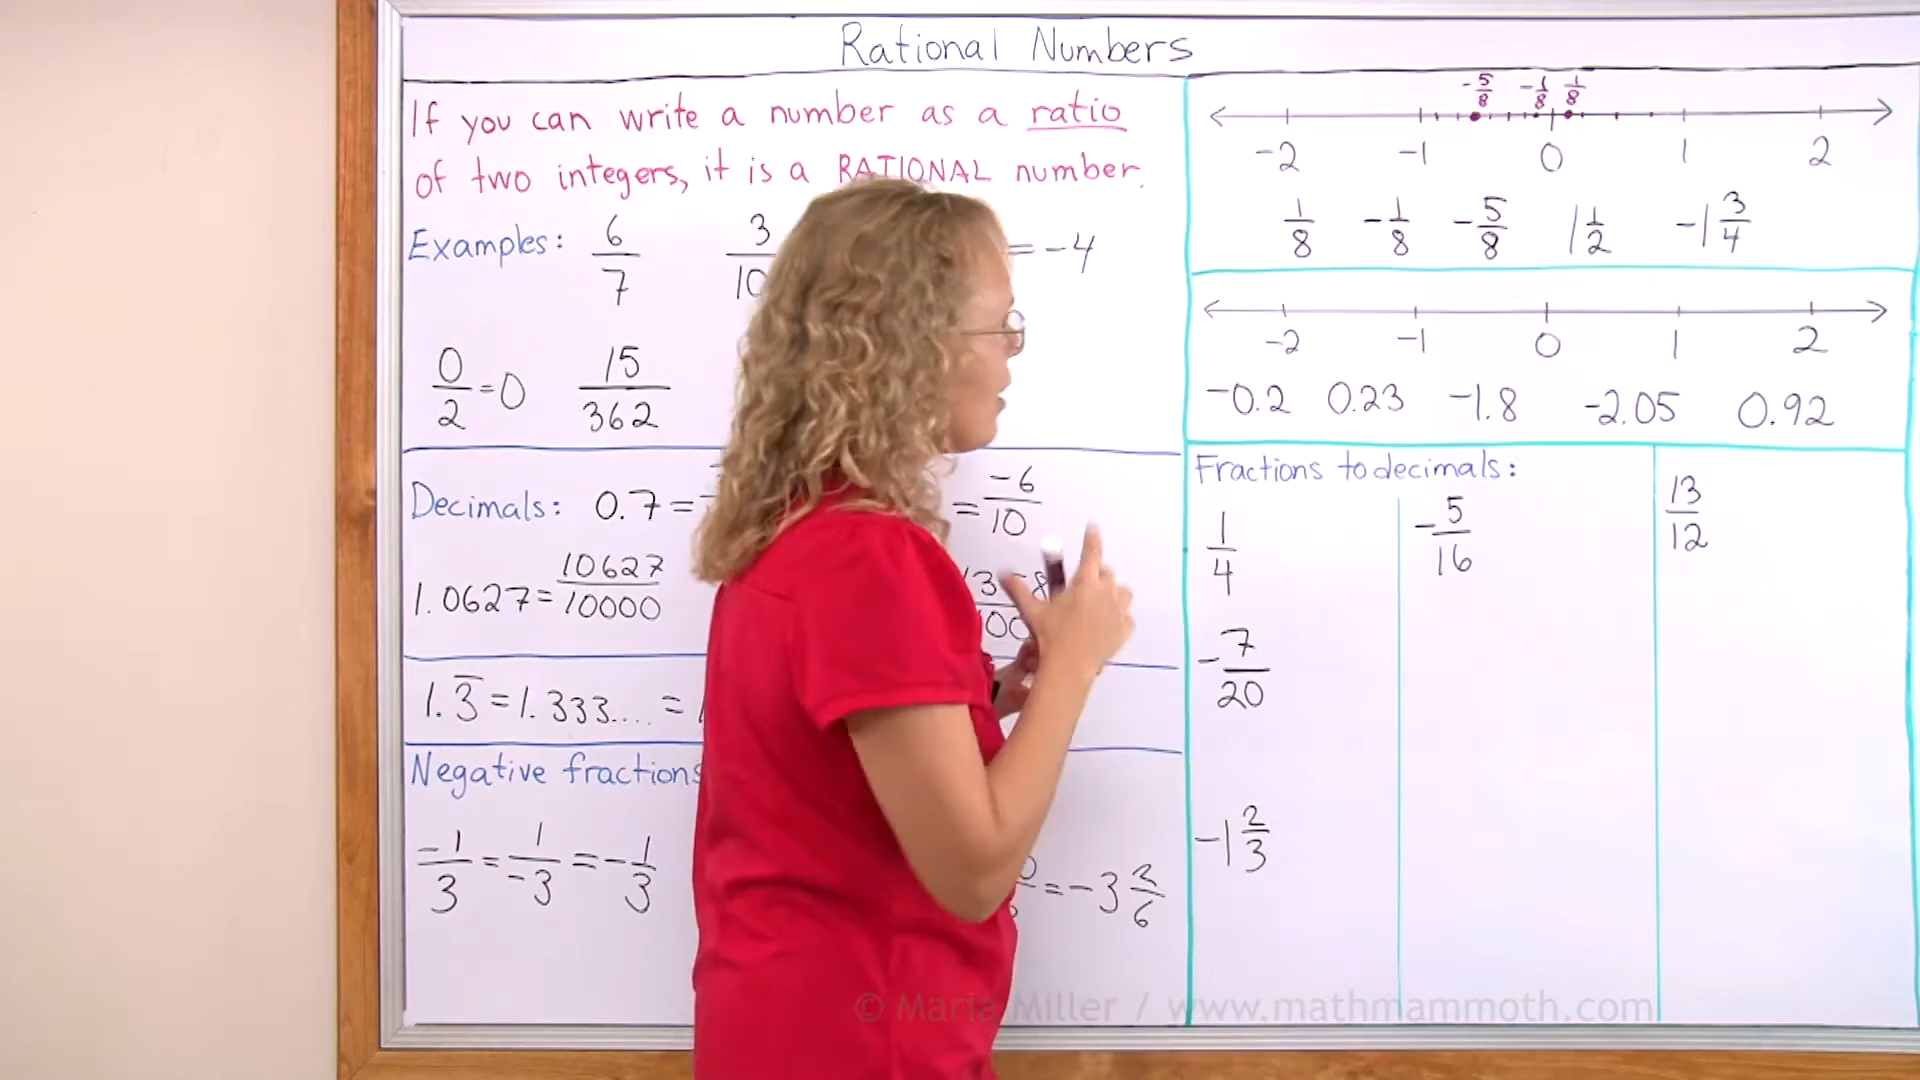 Rational Numbers
If you can write a number as a ratio
of two integers, it is a RATIONAL number.
Examples: 6/7 3/10 = -4
0/2 = 0 15/362
Decimals: 0.7 = = -6/10
1.0627 = 10627/10000
1.3̅ = 1.333.... =
Negative fractions
-1/3 = 1/-3 = -1/3 = -3 2/6
-5/8 -1/8 1/8
-2 -1 0 1 2
1/8 -1/8 -5/8 1 1/2 -1 3/4
-2 -1 0 1 2
-0.2 0.23 -1.8 -2.05 0.92
Fractions to decimals:
1/4 -5/16 13/12
-7/20
-1 2/3
© Maria Miller / www.mathmammoth.com